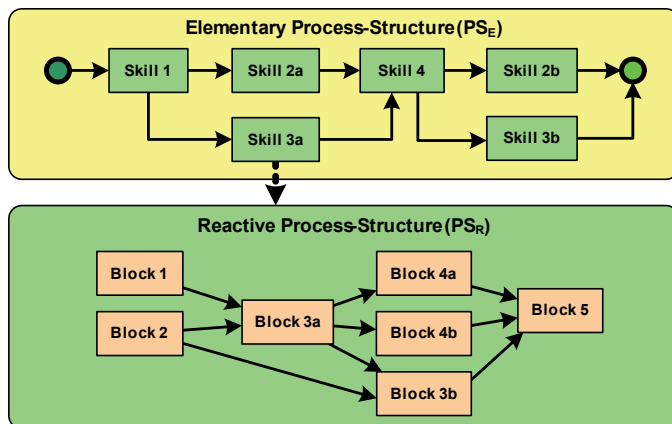 Elementary Process-Structure (PSE)
Skill 1
Skill 2a
Skill 4
Skill 2b
Skill 3a
Skill 3b
Reactive Process-Structure (PSR)
Block 1
Block 4a
Block 2
Block 3a
Block 4b
Block 5
Block 3b